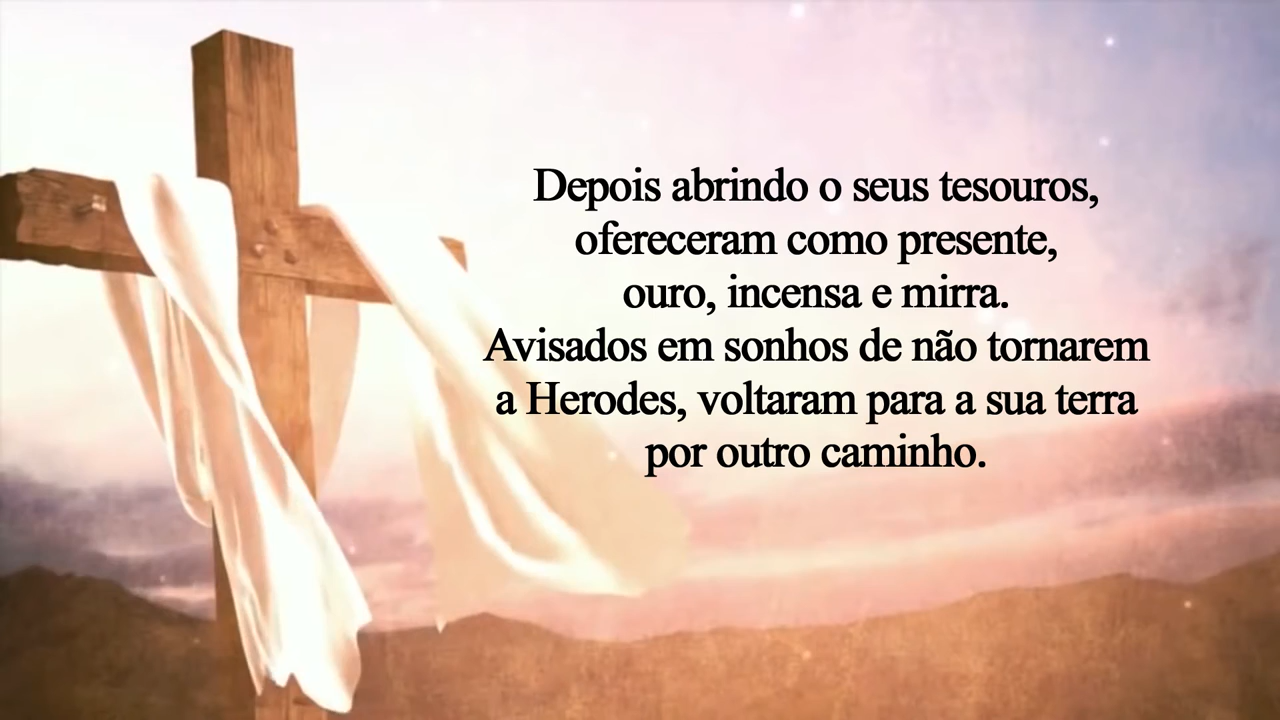 Depois abrindo o seus tesouros,
ofereceram como presente,
ouro, incensa e mirra.
Avisados em sonhos de não tornarem
a Herodes, voltaram para a sua terra
por outro caminho.